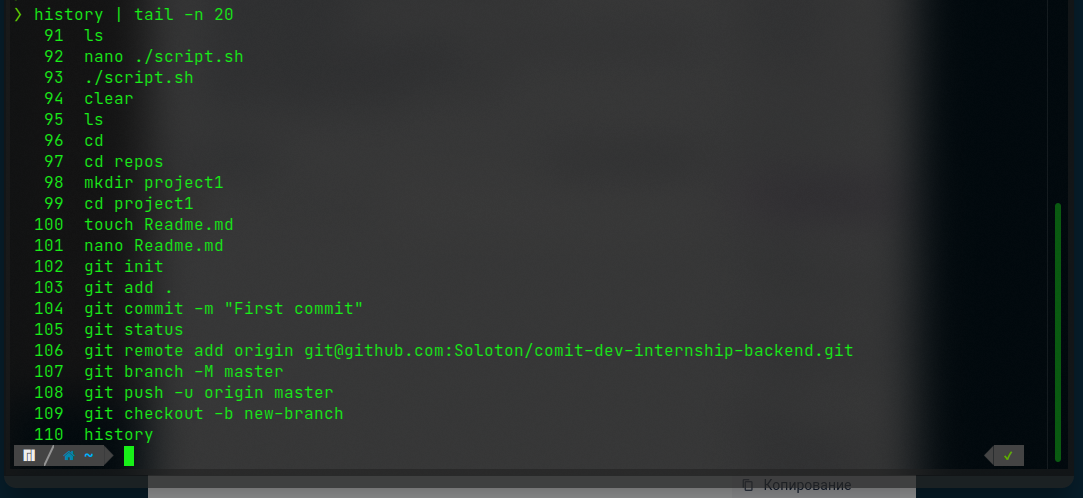 ❯ history | tail -n 20
91 ls
92 nano ./script.sh
93 ./script.sh
94 clear
95 ls
96 cd
97 cd repos
98 mkdir project1
99 cd project1
100 touch Readme.md
101 nano Readme.md
102 git init
103 git add .
104 git commit -m "First commit"
105 git status
106 git remote add origin git@github.com:Soloton/comit-dev-internship-backend.git
107 git branch -M master
108 git push -u origin master
109 git checkout -b new-branch
110 history
~ ✓
Копирование